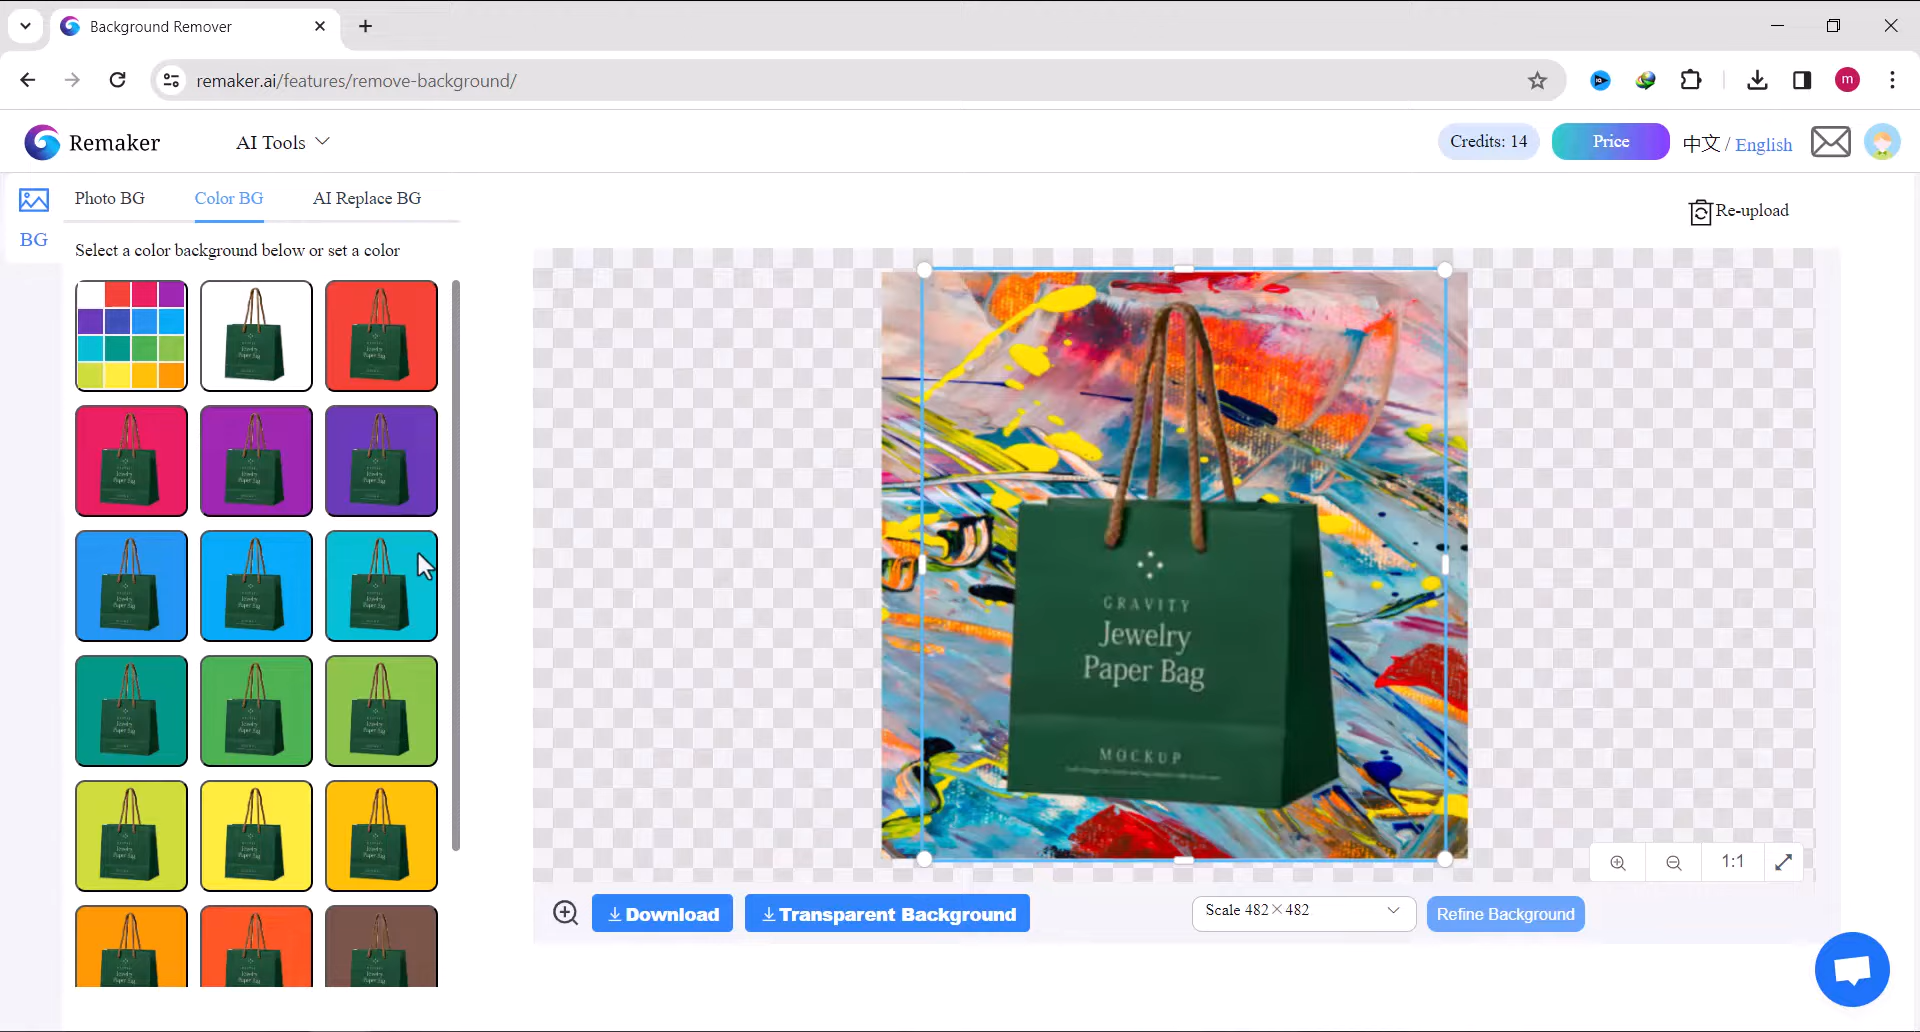 Background Remover
remaker.ai/features/remove-background/
m
Remaker
AI Tools
Credits: 14
Price
中文 / English
BG
Photo BG
Color BG
AI Replace BG
Re-upload
Select a color background below or set a color
GRAVITY
Jewelry
Paper Bag
MOCKUP
1:1
Download
Transparent Background
Scale 482×482
Refine Background